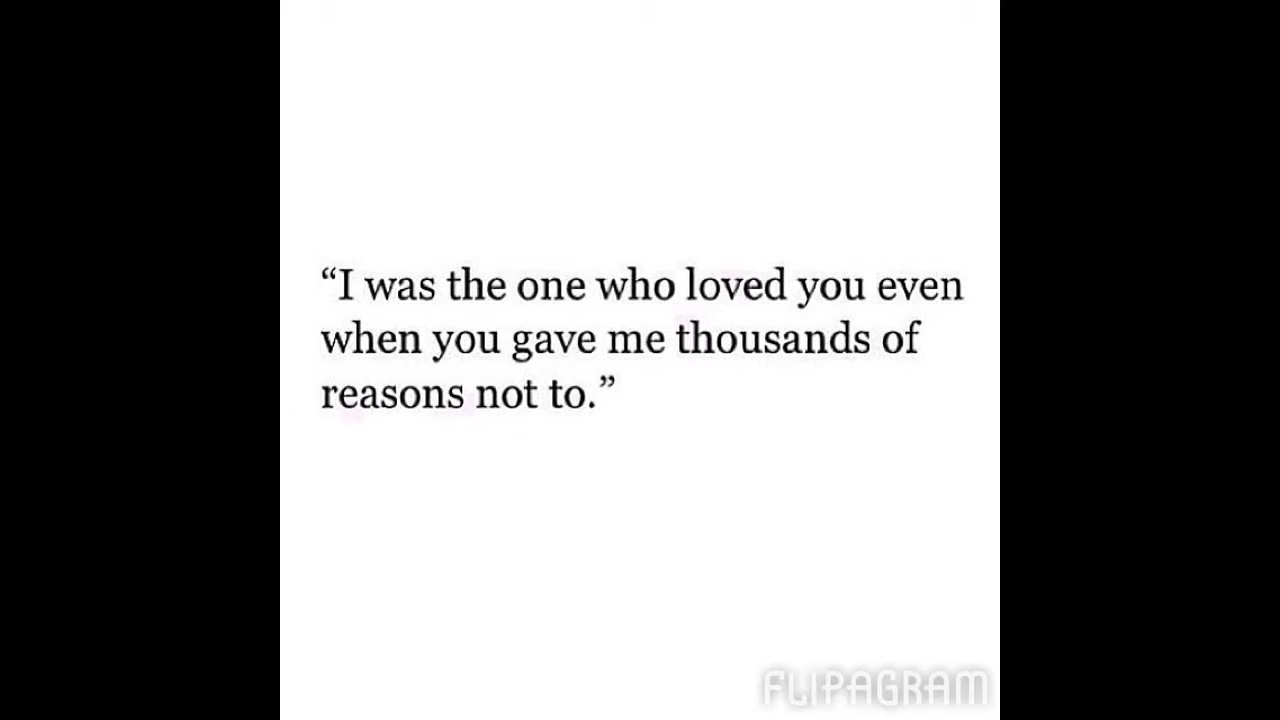 “I was the one who loved you even
when you gave me thousands of
reasons not to.”
FLIPAGRAM